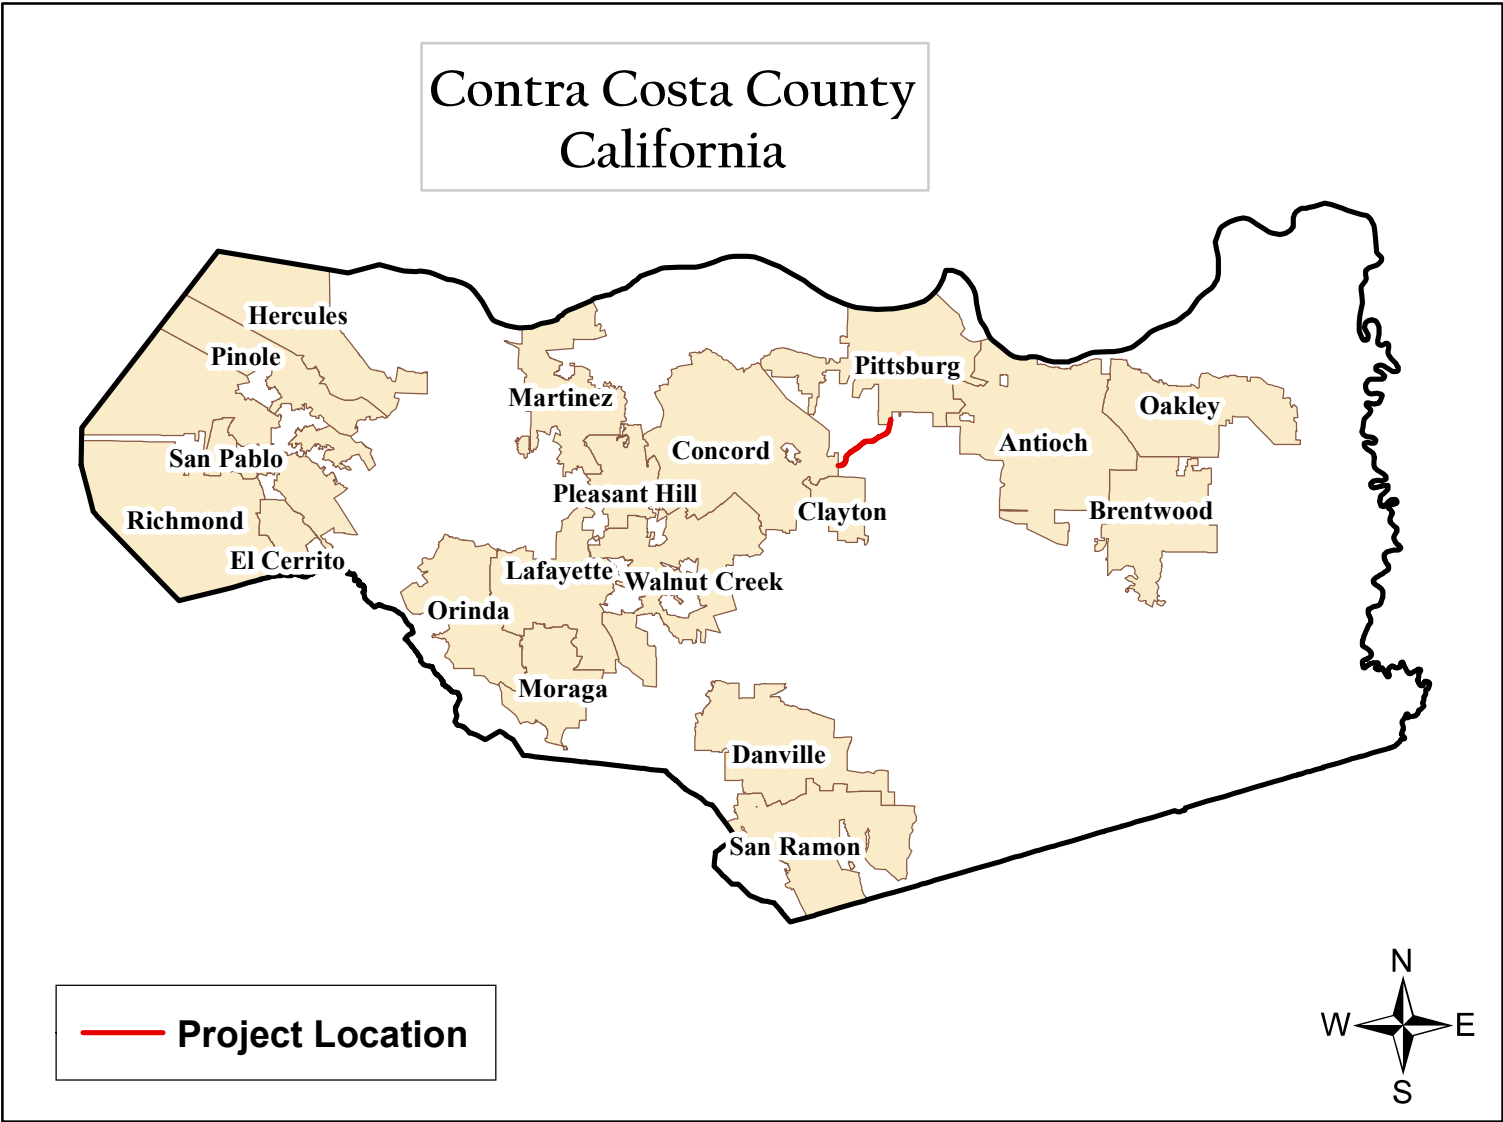 Contra Costa County
California
Hercules
Pinole
Pittsburg
Martinez
Oakley
Antioch
Concord
San Pablo
Pleasant Hill
Brentwood
Clayton
Richmond
El Cerrito
Lafayette
Walnut Creek
Orinda
Moraga
Danville
San Ramon
Project Location
N
W
E
S